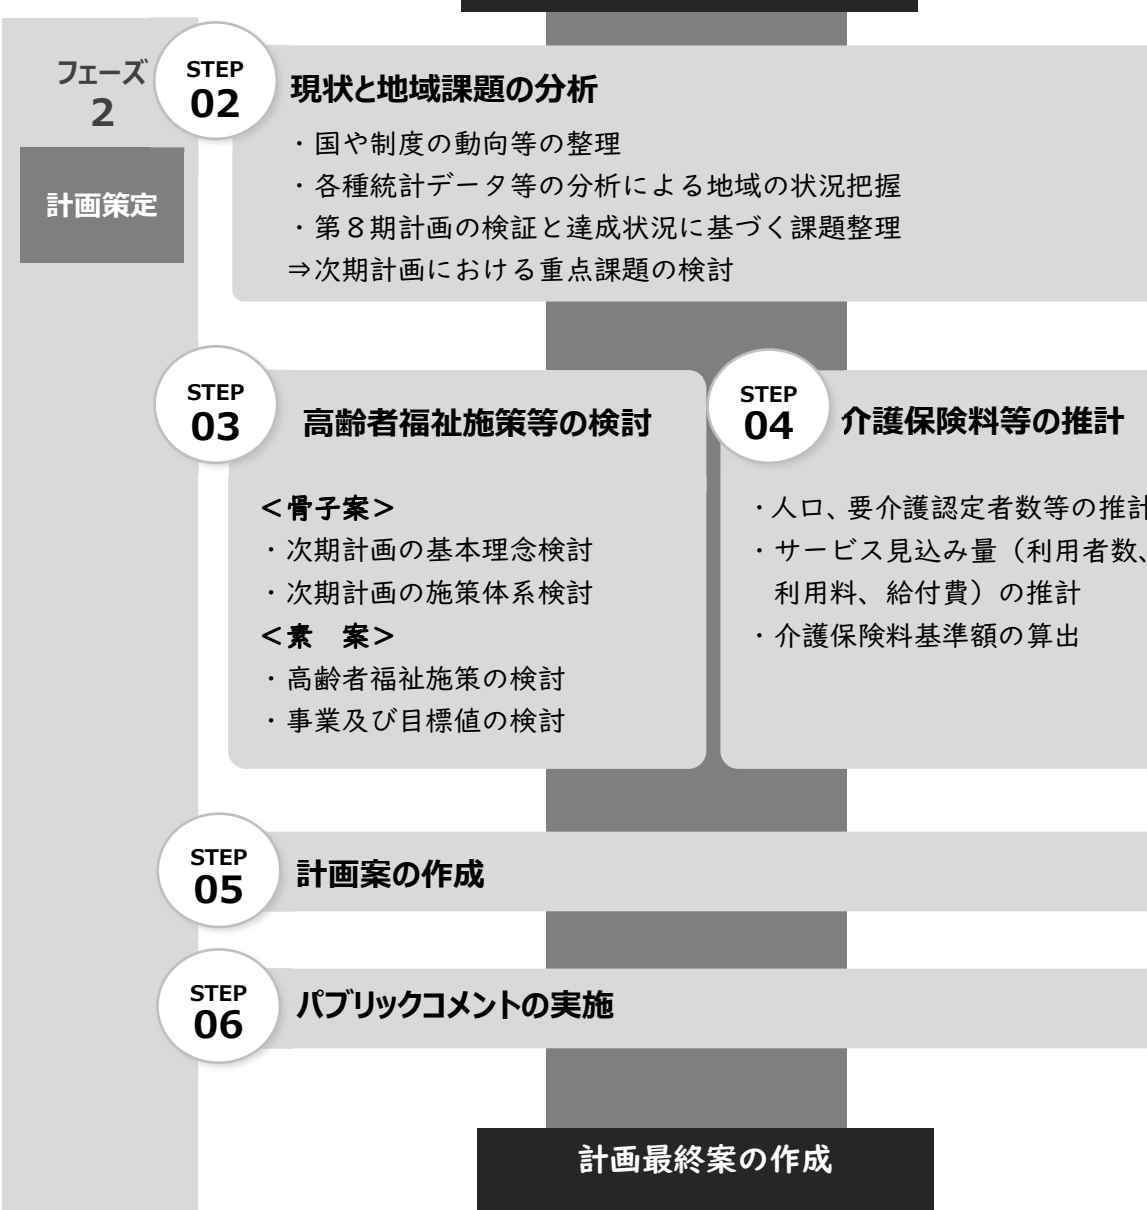 フェーズ
2
計画策定
STEP
02
現状と地域課題の分析
・国や制度の動向等の整理
・各種統計データ等の分析による地域の状況把握
・第８期計画の検証と達成状況に基づく課題整理
⇒次期計画における重点課題の検討
STEP
03
高齢者福祉施策等の検討
＜骨子案＞
・次期計画の基本理念検討
・次期計画の施策体系検討
＜素　案＞
・高齢者福祉施策の検討
・事業及び目標値の検討
STEP
04
介護保険料等の推計
・人口、要介護認定者数等の推計
・サービス見込み量（利用者数、
利用料、給付費）の推計
・介護保険料基準額の算出
STEP
05
計画案の作成
STEP
06
パブリックコメントの実施
計画最終案の作成